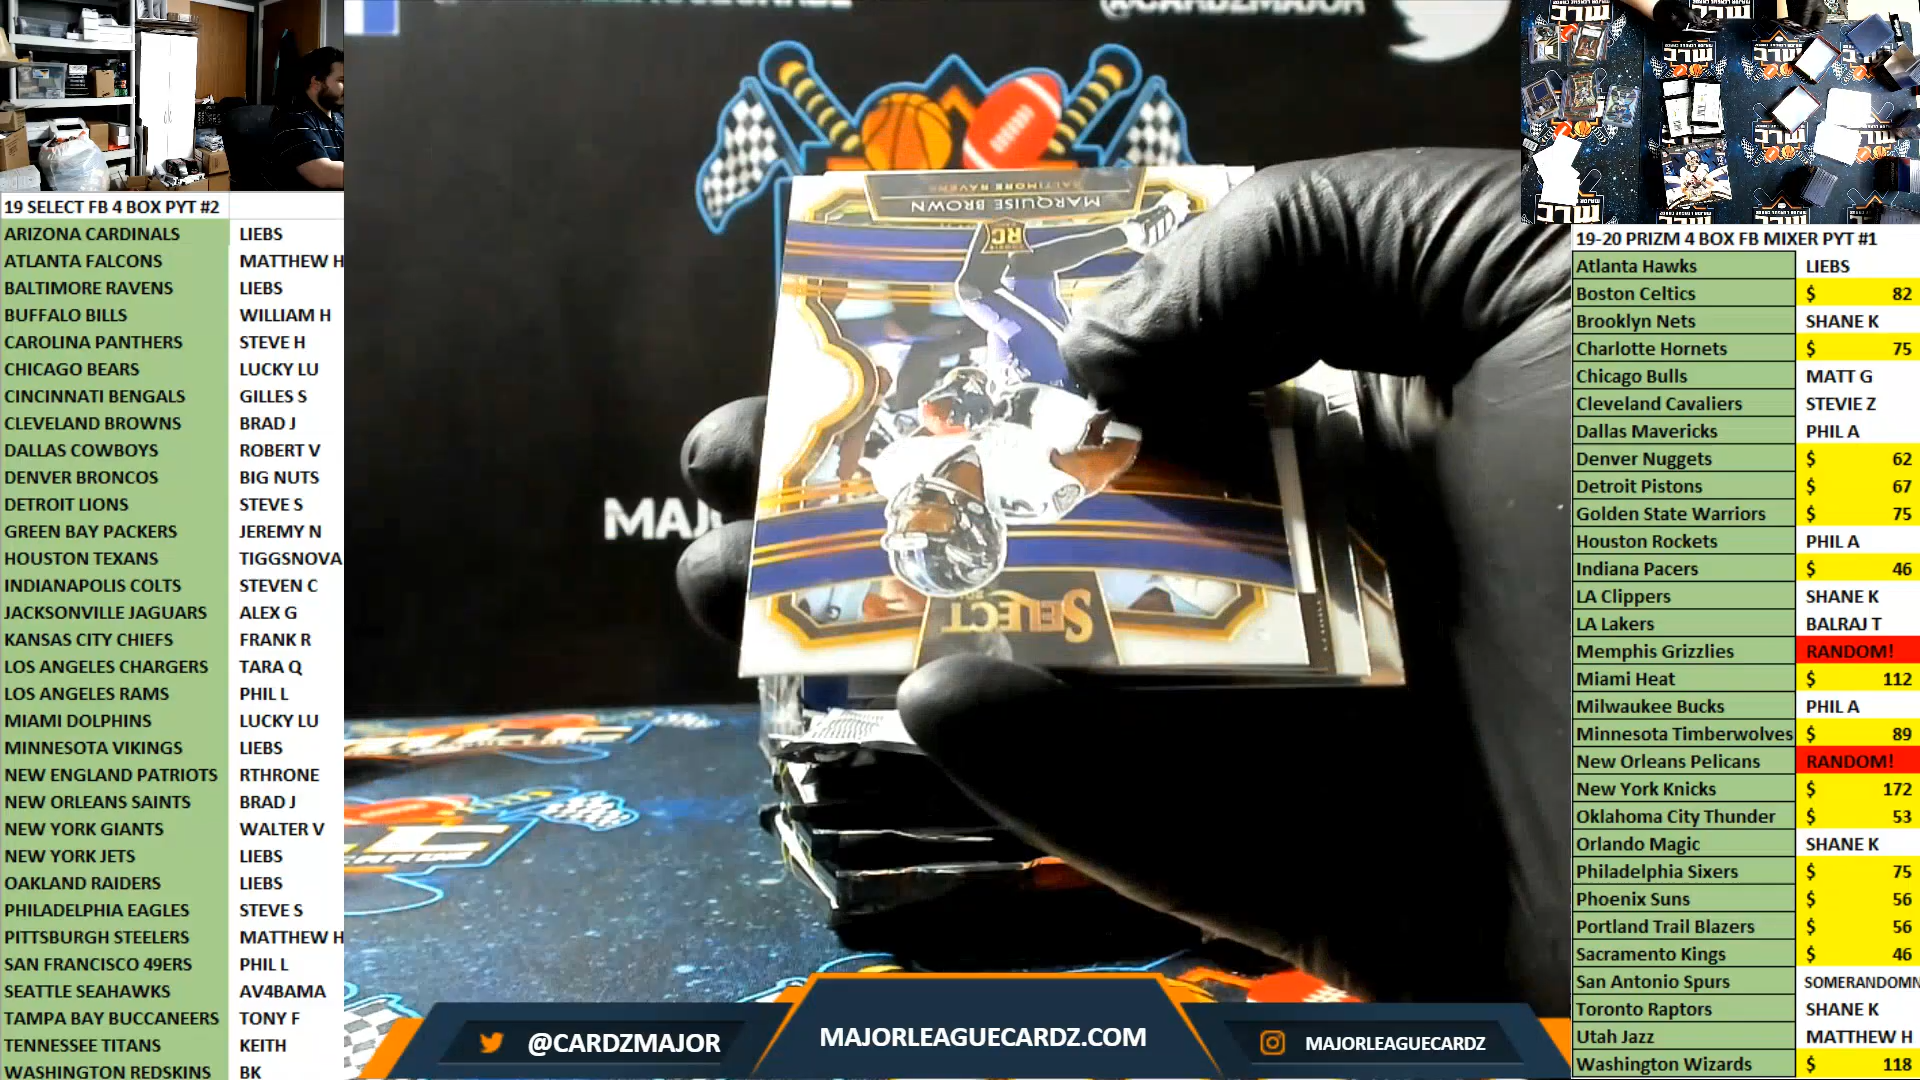 19 SELECT FB 4 BOX PYT #2
ARIZONA CARDINALS LIEBS
ATLANTA FALCONS MATTHEW H
BALTIMORE RAVENS LIEBS
BUFFALO BILLS WILLIAM H
CAROLINA PANTHERS STEVE H
CHICAGO BEARS LUCKY LU
CINCINNATI BENGALS GILLES S
CLEVELAND BROWNS BRAD J
DALLAS COWBOYS ROBERT V
DENVER BRONCOS BIG NUTS
DETROIT LIONS STEVE S
GREEN BAY PACKERS JEREMY N
HOUSTON TEXANS TIGGSNOVA
INDIANAPOLIS COLTS STEVEN C
JACKSONVILLE JAGUARS ALEX G
KANSAS CITY CHIEFS FRANK R
LOS ANGELES CHARGERS TARA Q
LOS ANGELES RAMS PHIL L
MIAMI DOLPHINS LUCKY LU
MINNESOTA VIKINGS LIEBS
NEW ENGLAND PATRIOTS RTHRONE
NEW ORLEANS SAINTS BRAD J
NEW YORK GIANTS WALTER V
NEW YORK JETS LIEBS
OAKLAND RAIDERS LIEBS
PHILADELPHIA EAGLES STEVE S
PITTSBURGH STEELERS MATTHEW H
SAN FRANCISCO 49ERS PHIL L
SEATTLE SEAHAWKS AV4BAMA
TAMPA BAY BUCCANEERS TONY F
TENNESSEE TITANS KEITH
WASHINGTON REDSKINS BK
@CARDZMAJOR
BALTIMORE RAVENS
MARQUISE BROWN
RC
SELECT
MAJ
@CARDZMAJOR
MAJORLEAGUECARDZ.COM
MAJORLEAGUECARDZ
19-20 PRIZM 4 BOX FB MIXER PYT #1
Atlanta Hawks LIEBS
Boston Celtics $ 82
Brooklyn Nets SHANE K
Charlotte Hornets $ 75
Chicago Bulls MATT G
Cleveland Cavaliers STEVIE Z
Dallas Mavericks PHIL A
Denver Nuggets $ 62
Detroit Pistons $ 67
Golden State Warriors $ 75
Houston Rockets PHIL A
Indiana Pacers $ 46
LA Clippers SHANE K
LA Lakers BALRAJ T
Memphis Grizzlies RANDOM!
Miami Heat $ 112
Milwaukee Bucks PHIL A
Minnesota Timberwolves $ 89
New Orleans Pelicans RANDOM!
New York Knicks $ 172
Oklahoma City Thunder $ 53
Orlando Magic SHANE K
Philadelphia Sixers $ 75
Phoenix Suns $ 56
Portland Trail Blazers $ 56
Sacramento Kings $ 46
San Antonio Spurs SOMERANDOMN
Toronto Raptors SHANE K
Utah Jazz MATTHEW H
Washington Wizards $ 118